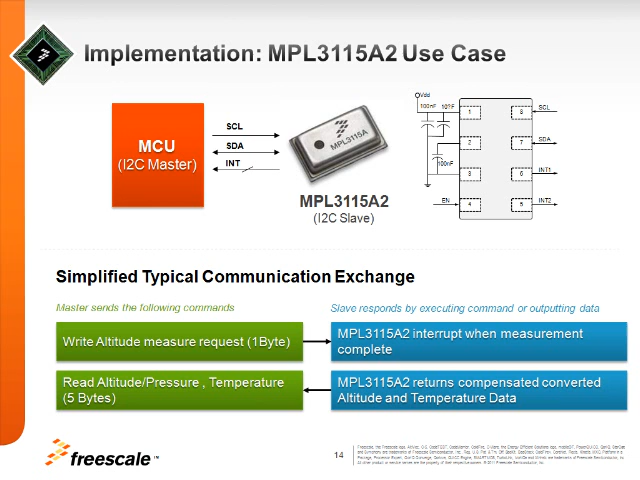 Implementation: MPL3115A2 Use Case
MCU
(I2C Master)
SCL
SDA
INT
MPL3115A
MPL3115A2
(I2C Slave)
Vdd
100nF
100nF
1
2
3
4
8
7
6
5
SCL
SDA
INT1
INT2
EN
Simplified Typical Communication Exchange
Master sends the following commands
Slave responds by executing command or outputting data
Write Altitude measure request (1Byte)
MPL3115A2 interrupt when measurement
complete
Read Altitude/Pressure , Temperature
(5 Bytes)
MPL3115A2 returns compensated converted
Altitude and Temperature Data
freescale™
14